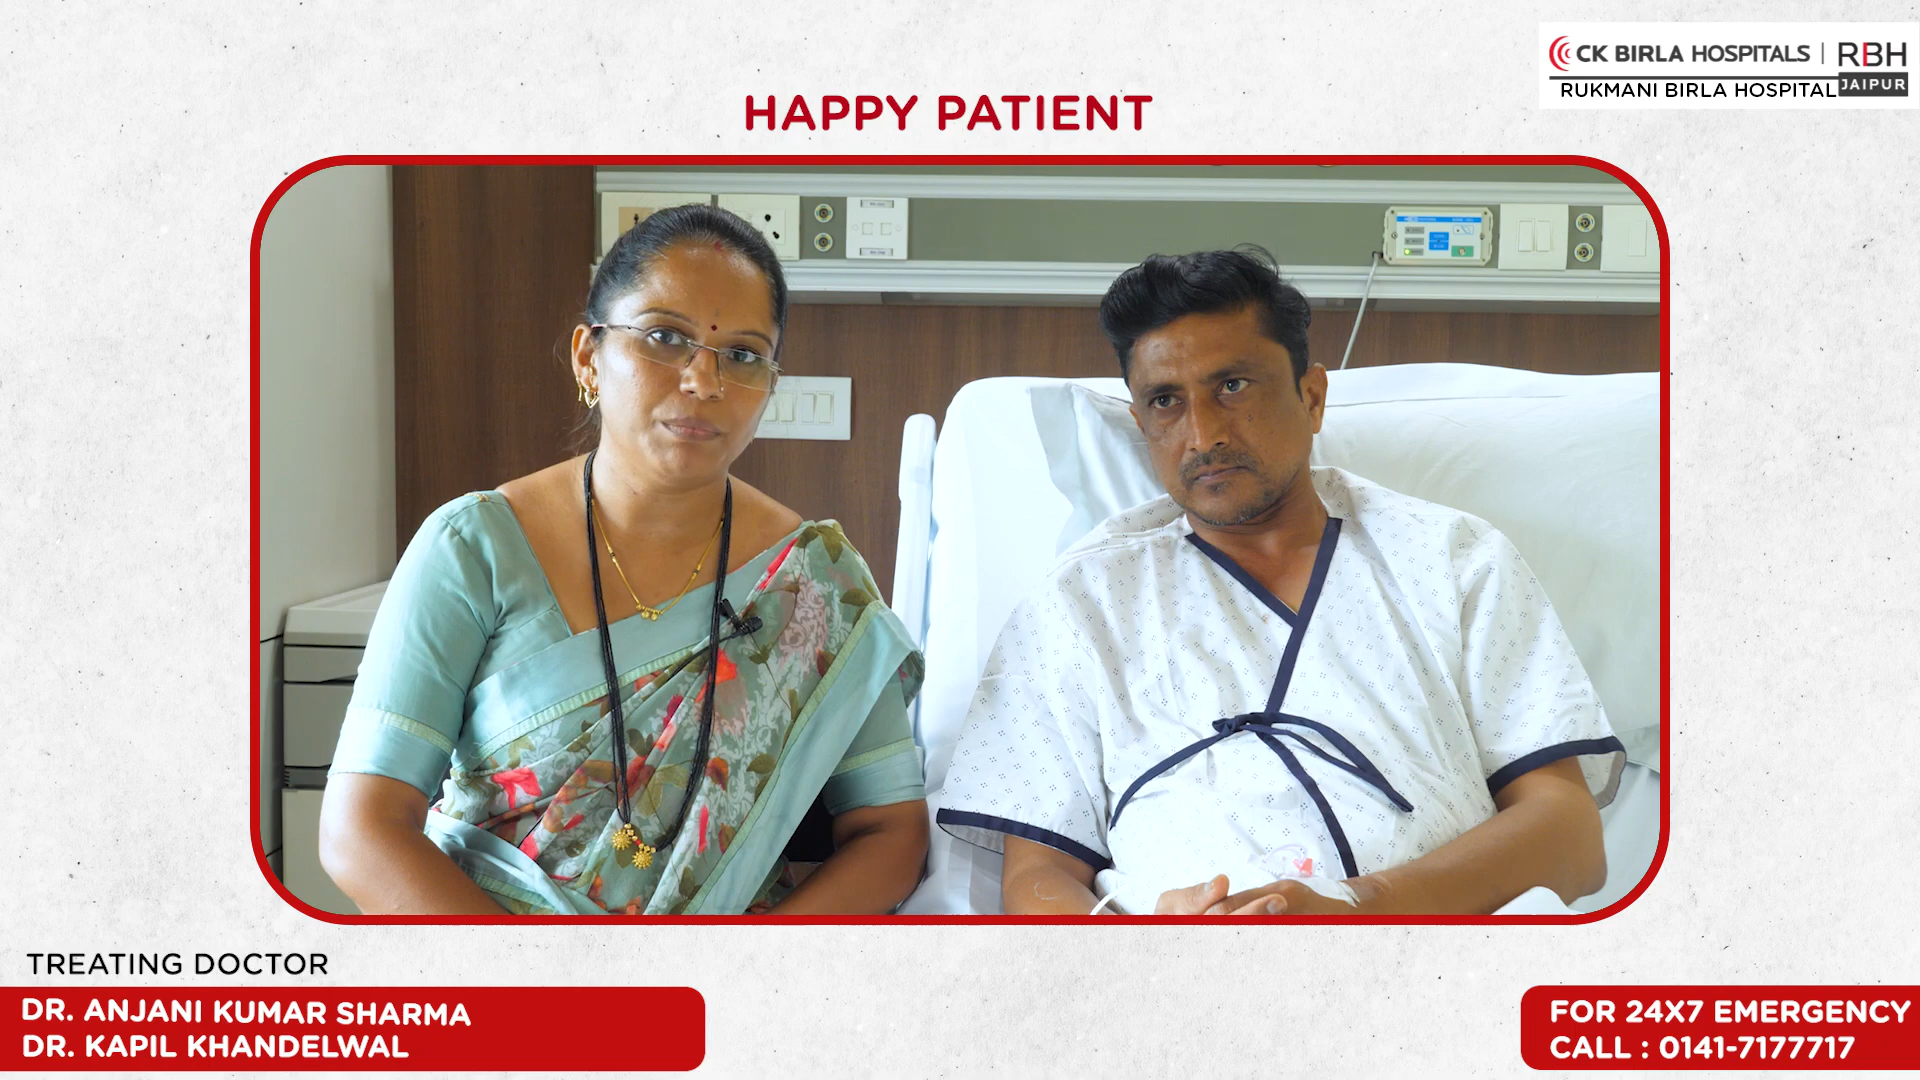 CK BIRLA HOSPITALS | RBH
RUKMANI BIRLA HOSPITAL JAIPUR
HAPPY PATIENT
TREATING DOCTOR
DR. ANJANI KUMAR SHARMA
DR. KAPIL KHANDELWAL
FOR 24X7 EMERGENCY
CALL : 0141-7177717